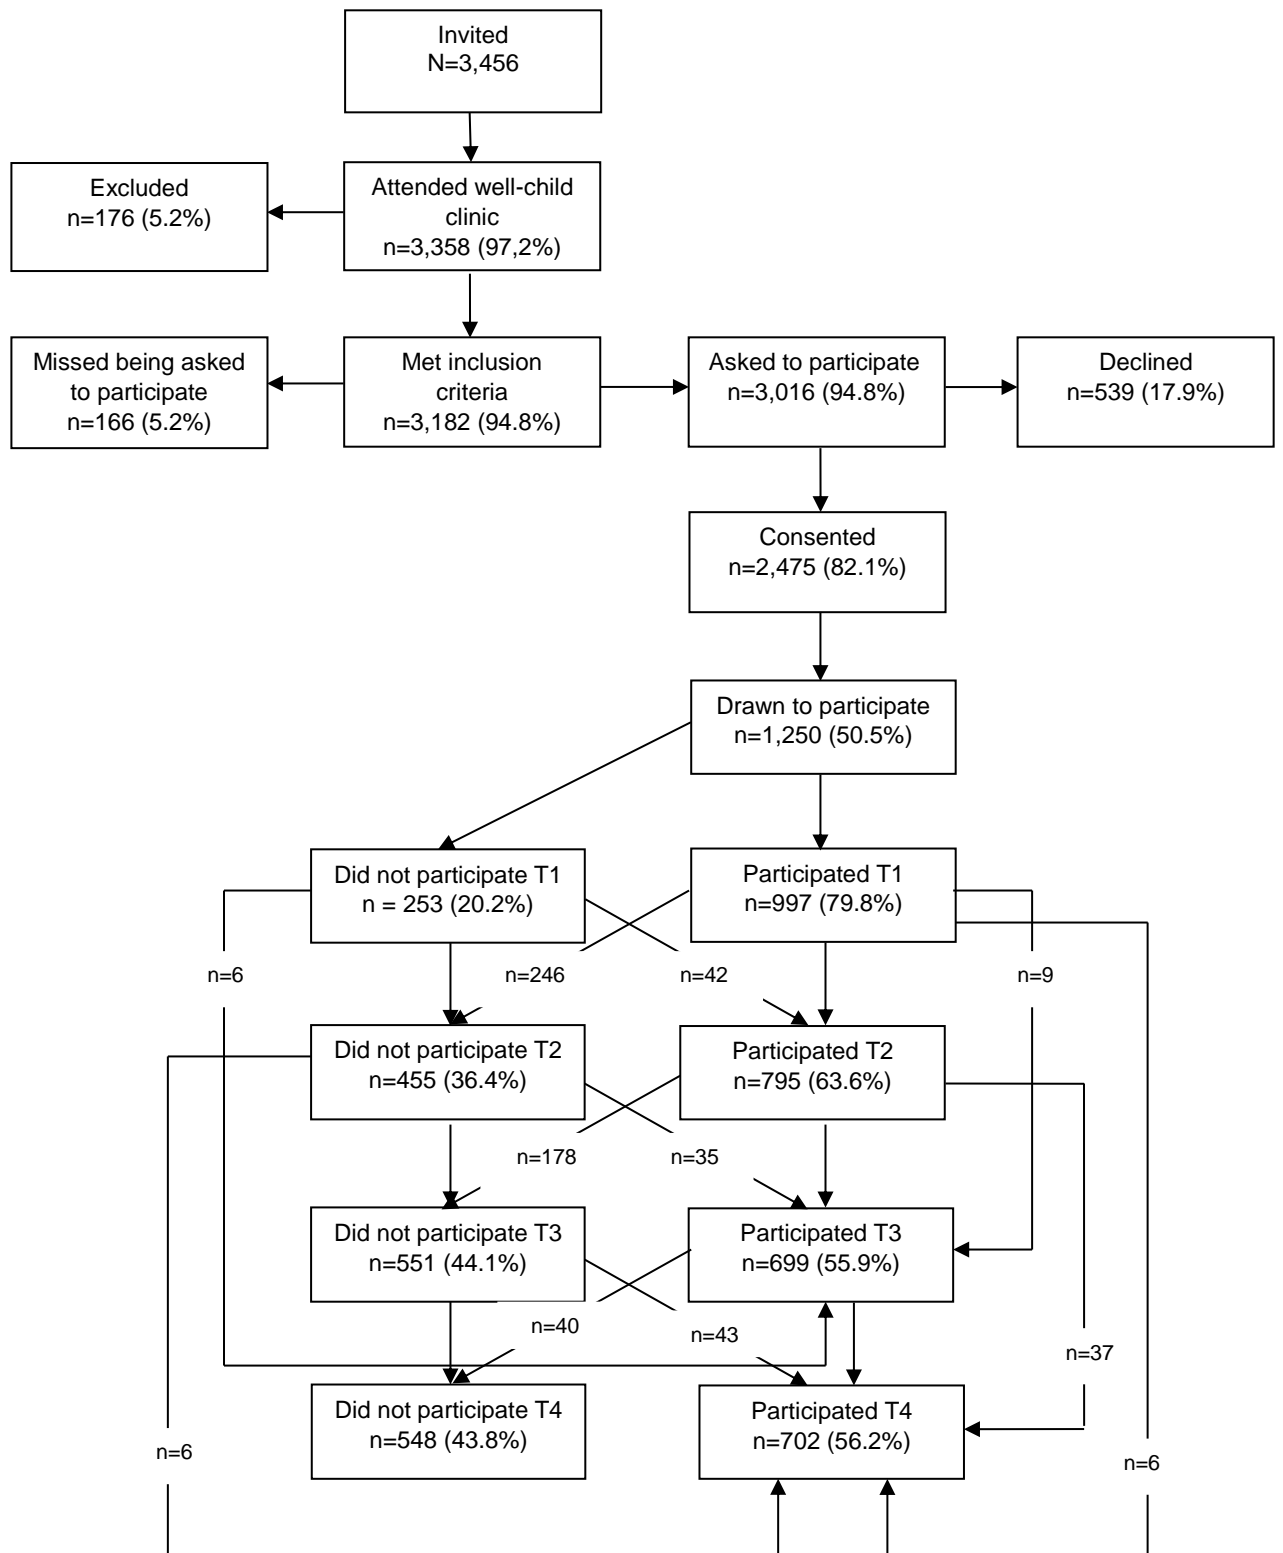 Invited
N=3,456
Excluded
n=176 (5.2%)
Attended well-child
clinic
n=3,358 (97,2%)
Missed being asked
to participate
n=166 (5.2%)
Met inclusion
criteria
n=3,182 (94.8%)
Asked to participate
n=3,016 (94.8%)
Declined
n=539 (17.9%)
Consented
n=2,475 (82.1%)
Drawn to participate
n=1,250 (50.5%)
Did not participate T1
n = 253 (20.2%)
Participated T1
n=997 (79.8%)
n=6
n=246
n=42
n=9
Did not participate T2
n=455 (36.4%)
Participated T2
n=795 (63.6%)
n=178
n=35
Did not participate T3
n=551 (44.1%)
Participated T3
n=699 (55.9%)
n=40
n=43
n=37
Did not participate T4
n=548 (43.8%)
Participated T4
n=702 (56.2%)
n=6
n=6